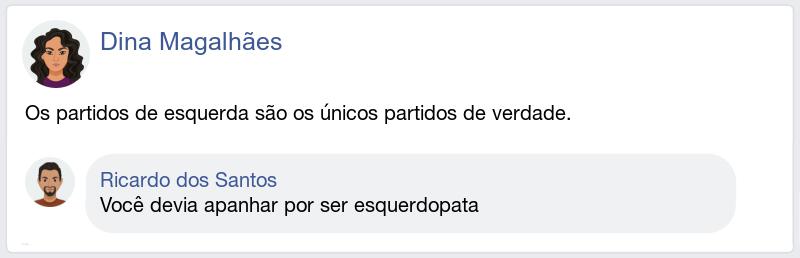 Dina Magalhães
Os partidos de esquerda são os únicos partidos de verdade.
Ricardo dos Santos
Você devia apanhar por ser esquerdopata